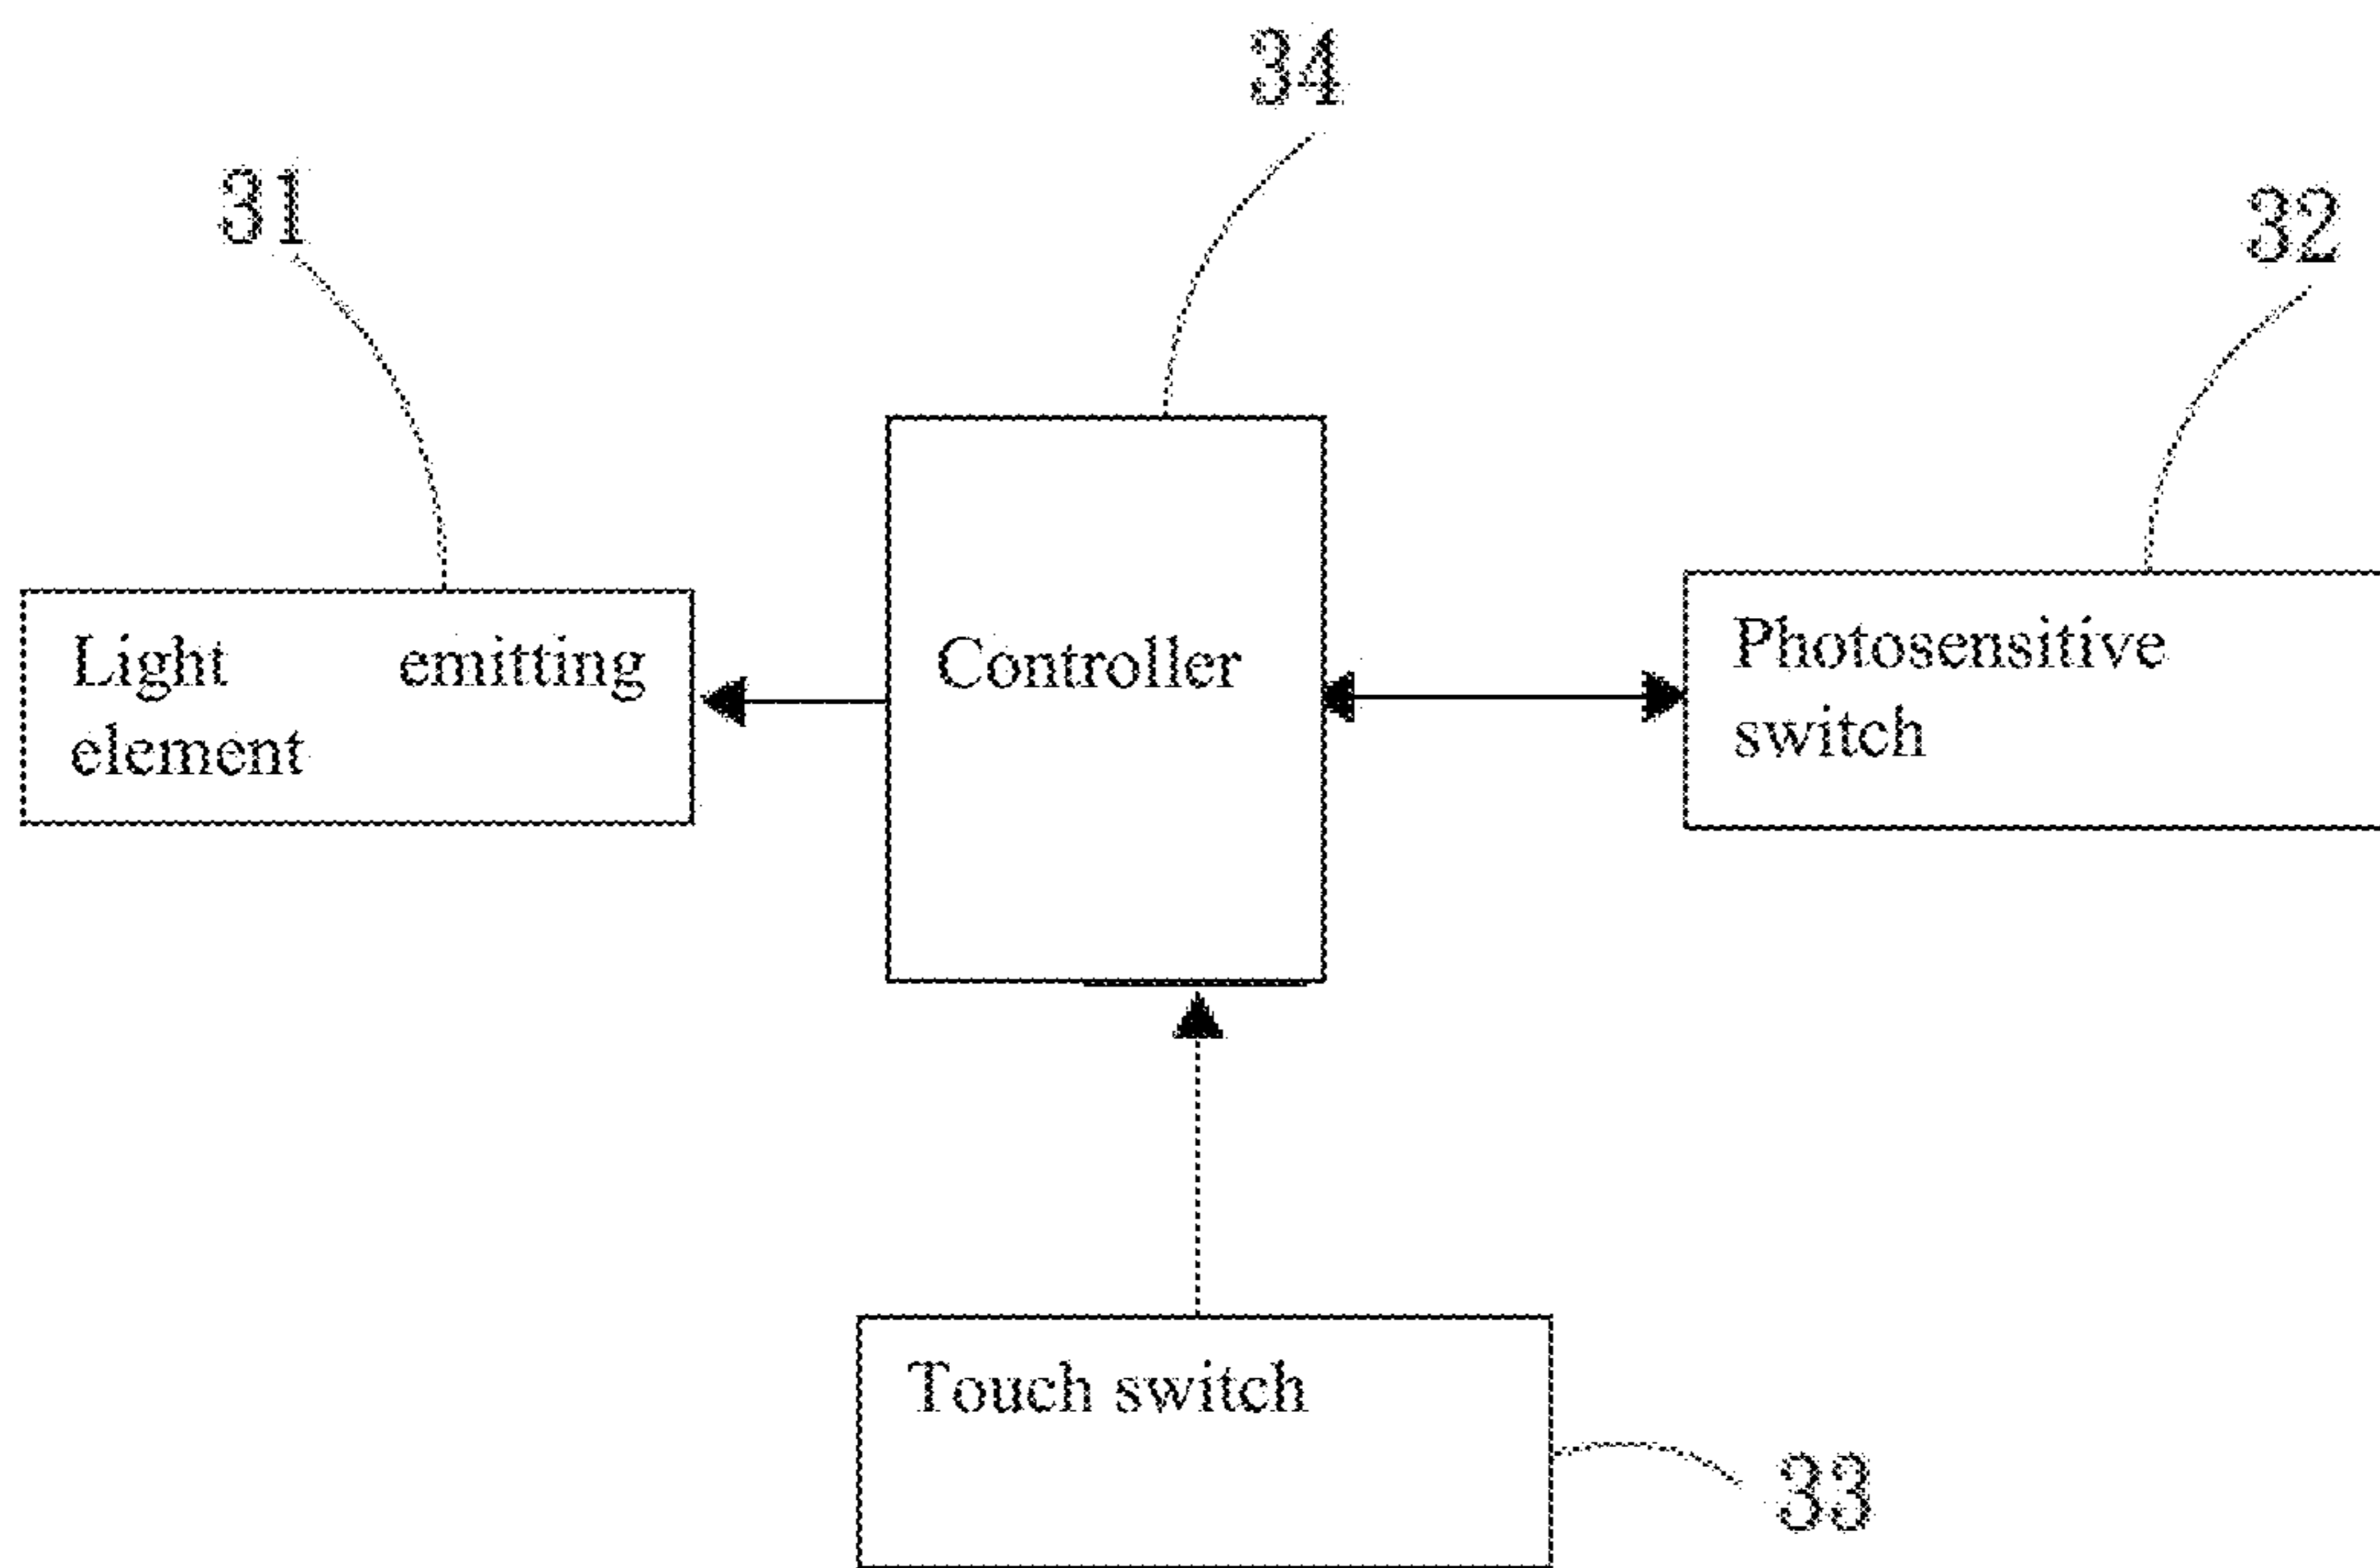 34
31
32
Light emitting
element
Controller
Photosensitive
switch
Touch switch
33